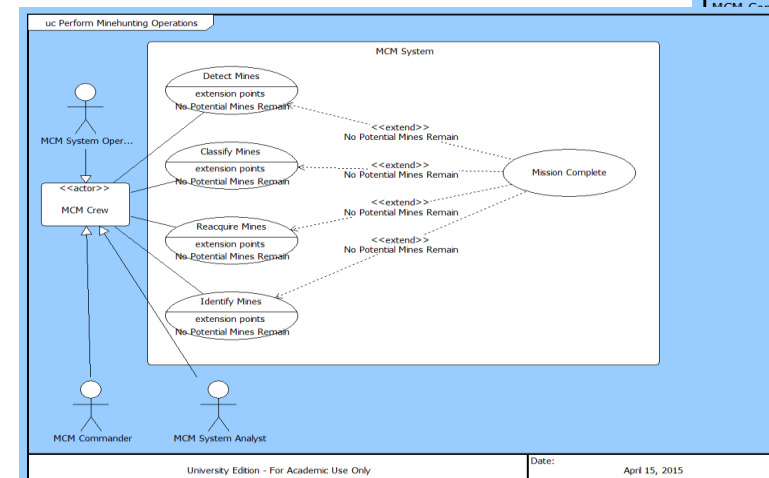 MCM Com
uc Perform Minehunting Operations
MCM System
Detect Mines
extension points
No Potential Mines Remain
MCM System Oper...
<<extend>>
No Potential Mines Remain
Classify Mines
extension points
No Potential Mines Remain
<<extend>>
No Potential Mines Remain
Mission Complete
<<actor>>
MCM Crew
<<extend>>
No Potential Mines Remain
Reacquire Mines
extension points
No Potential Mines Remain
<<extend>>
No Potential Mines Remain
Identify Mines
extension points
No Potential Mines Remain
MCM Commander
MCM System Analyst
University Edition - For Academic Use Only
Date:
April 15, 2015